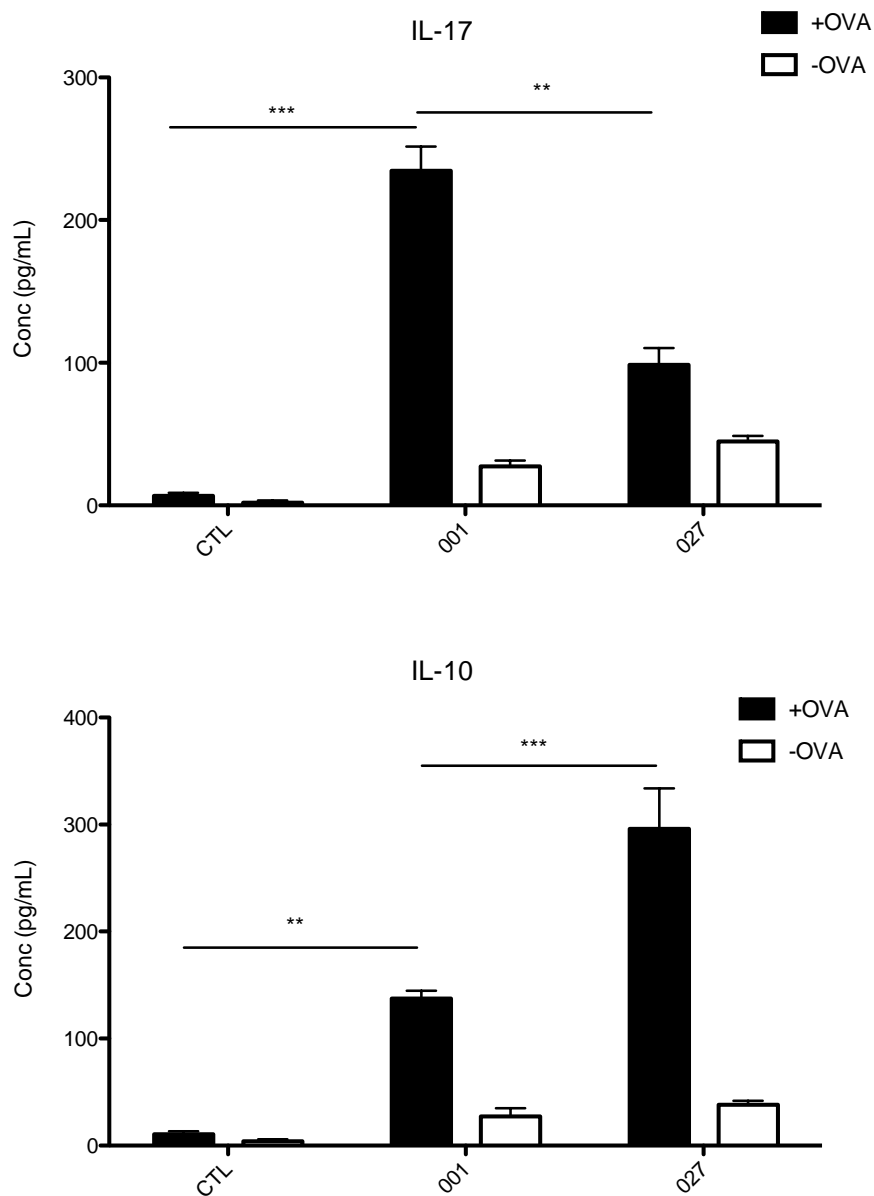 IL-17
+OVA
-OVA
Conc (pg/mL)
300
200
100
0
***
**
CTL
001
027
IL-10
+OVA
-OVA
Conc (pg/mL)
400
300
200
100
0
***
**
CTL
001
027